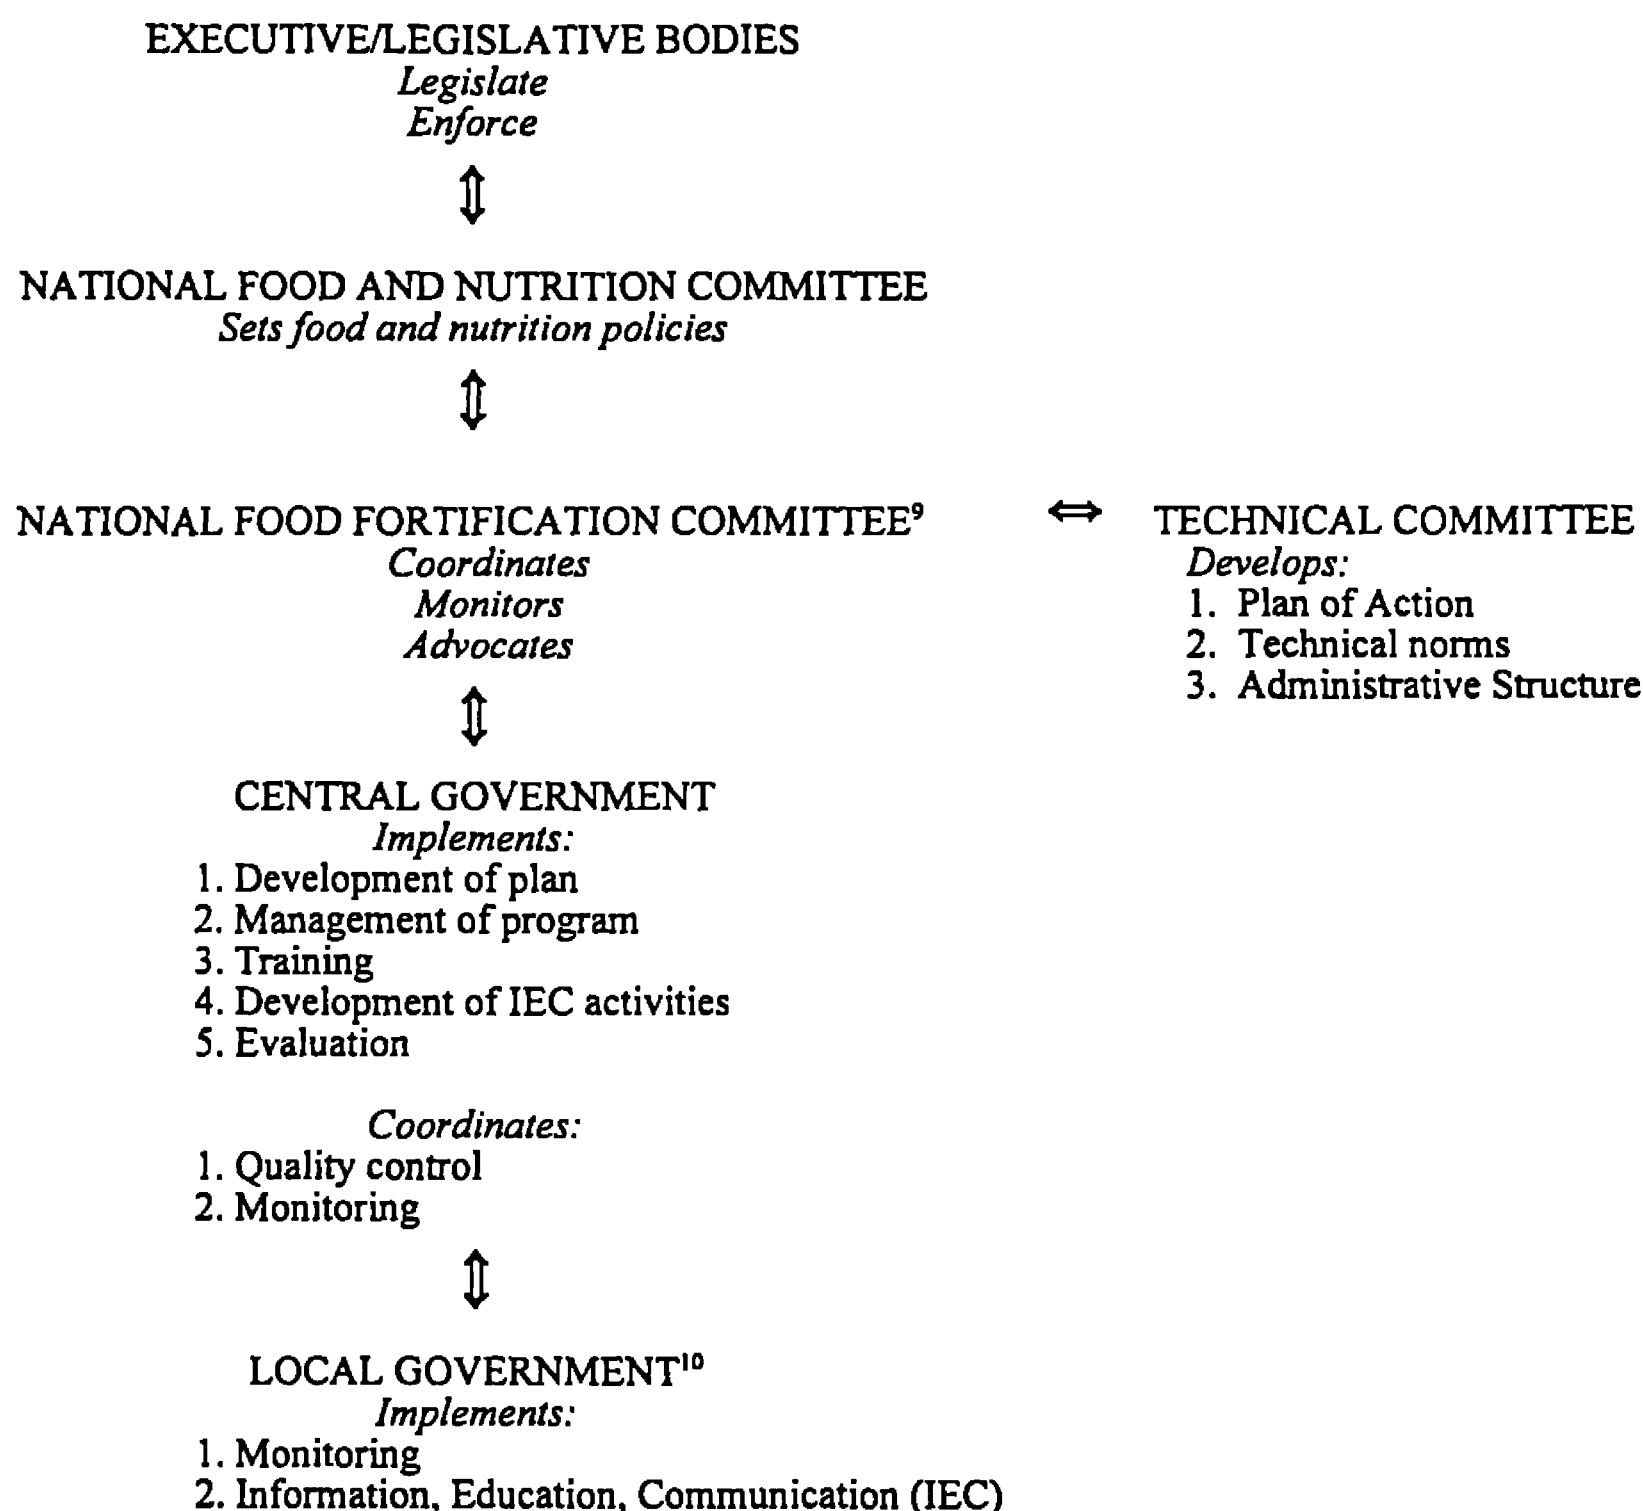 EXECUTIVE/LEGISLATIVE BODIES
Legislate
Enforce
⇕
NATIONAL FOOD AND NUTRITION COMMITTEE
Sets food and nutrition policies
⇕
NATIONAL FOOD FORTIFICATION COMMITTEE⁹ ⇔ TECHNICAL COMMITTEE
Coordinates
Monitors
Advocates
Develops:
1. Plan of Action
2. Technical norms
3. Administrative Structure
⇕
CENTRAL GOVERNMENT
Implements:
1. Development of plan
2. Management of program
3. Training
4. Development of IEC activities
5. Evaluation
Coordinates:
1. Quality control
2. Monitoring
⇕
LOCAL GOVERNMENT¹⁰
Implements:
1. Monitoring
2. Information, Education, Communication (IEC)